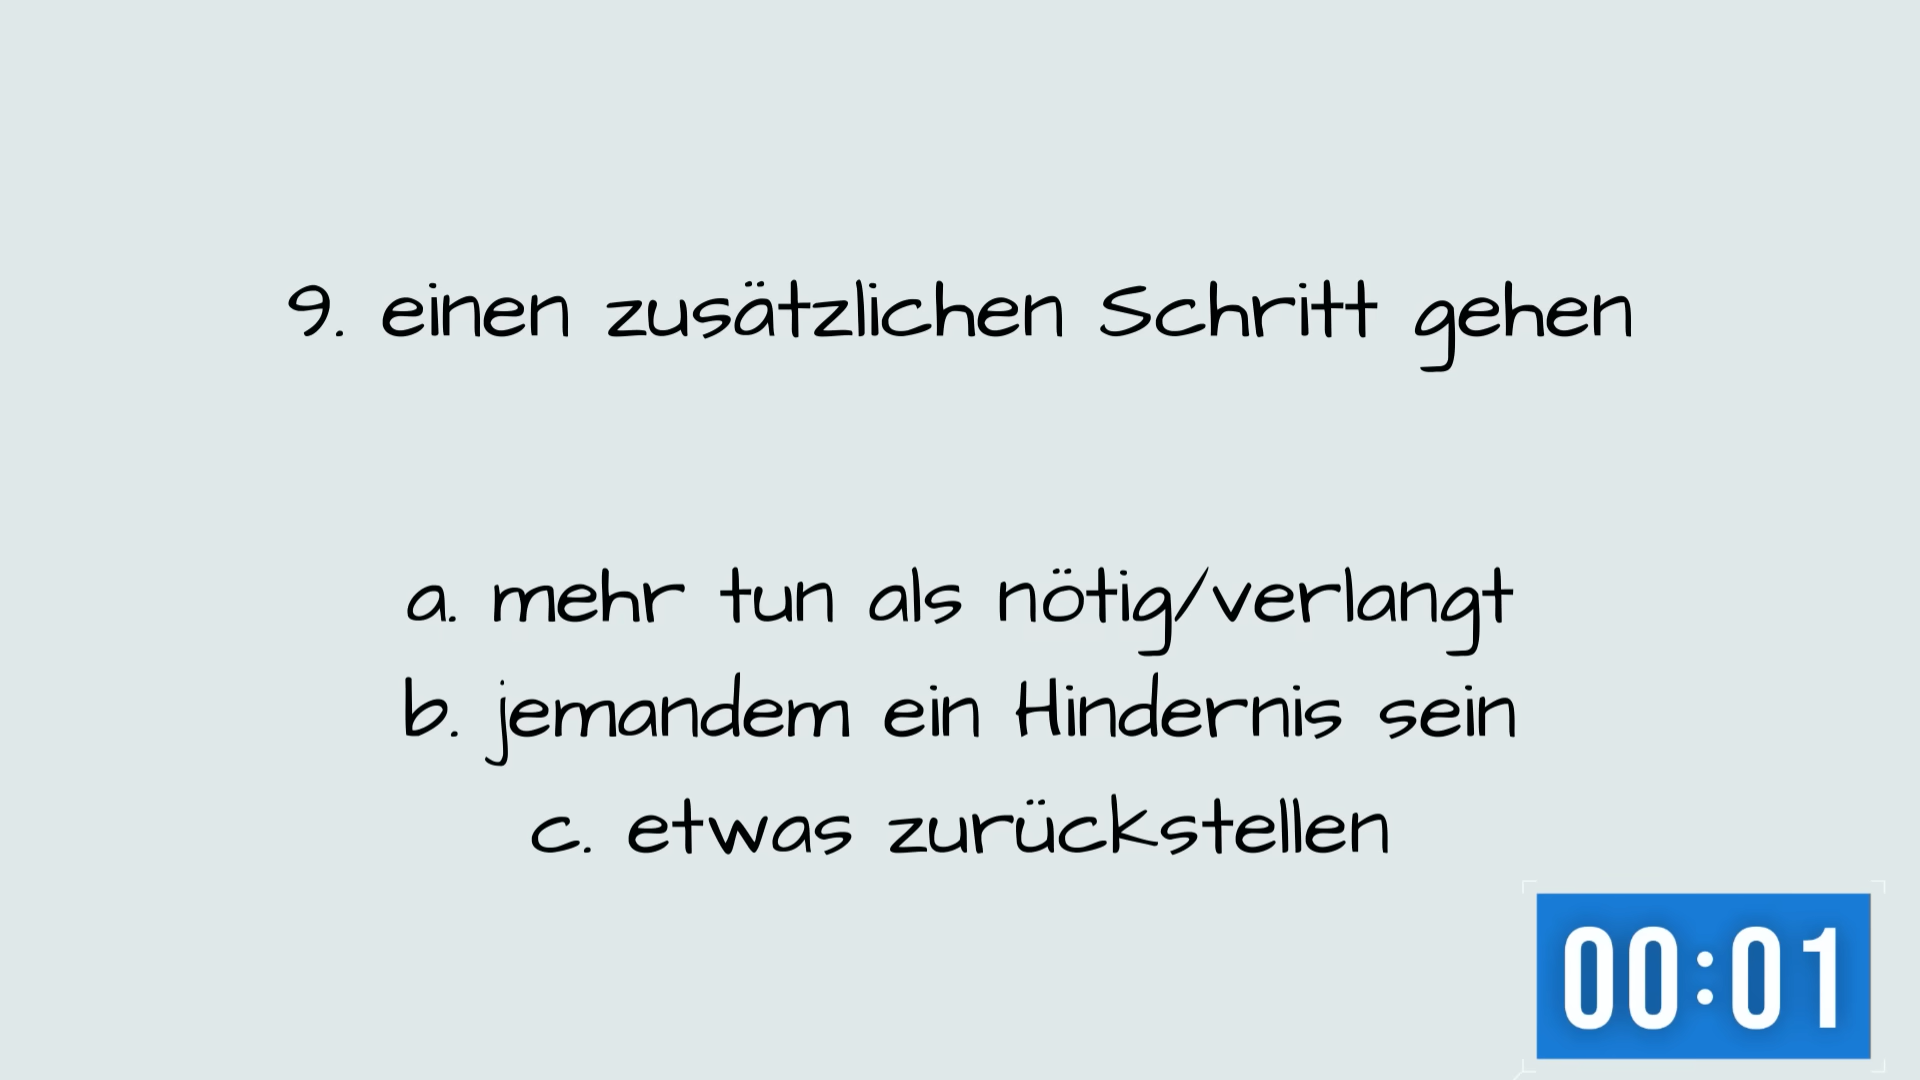 9. einen zusätzlichen Schritt gehen
a. mehr tun als nötig/verlangt
b. jemandem ein Hindernis sein
c. etwas zurückstellen
00:01